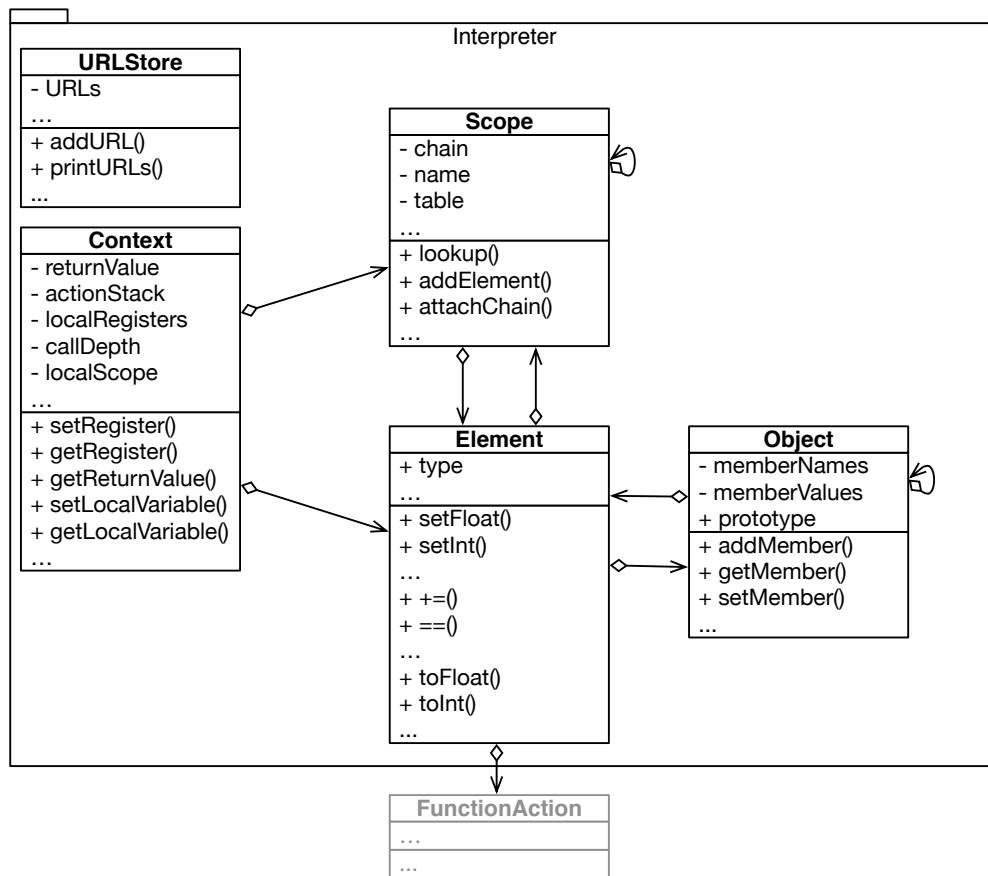 Interpreter
URLStore
- URLs
...
+ addURL()
+ printURLs()
...
Scope
- chain
- name
- table
...
+ lookup()
+ addElement()
+ attachChain()
...
Context
- returnValue
- actionStack
- localRegisters
- callDepth
- localScope
...
+ setRegister()
+ getRegister()
+ getReturnValue()
+ setLocalVariable()
+ getLocalVariable()
...
Element
+ type
...
+ setFloat()
+ setInt()
...
+ +=()
+ ==()
...
+ toFloat()
+ toInt()
...
Object
- memberNames
- memberValues
+ prototype
+ addMember()
+ getMember()
+ setMember()
...
FunctionAction
...
...